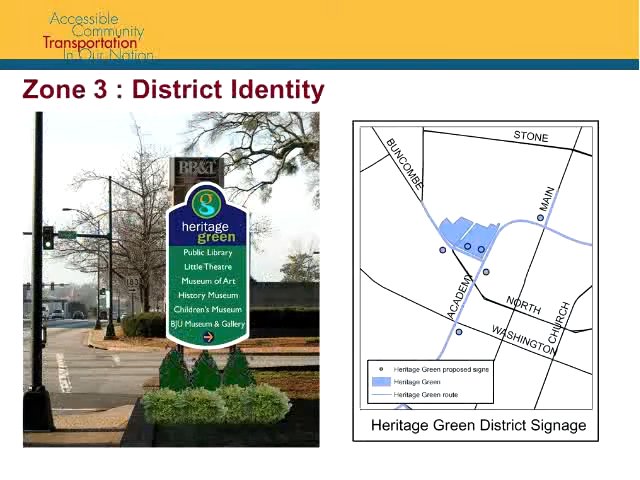 Accessible
Community
Transportation
In Our Nation
Zone 3 : District Identity
BB&T
heritage
green
Public Library
Little Theatre
Museum of Art
History Museum
Children's Museum
BJU Museum & Gallery
STONE
BUNCOMBE
MAIN
ACADEMY
NORTH
CHURCH
WASHINGTON
Heritage Green proposed signs
Heritage Green
Heritage Green route
Heritage Green District Signage